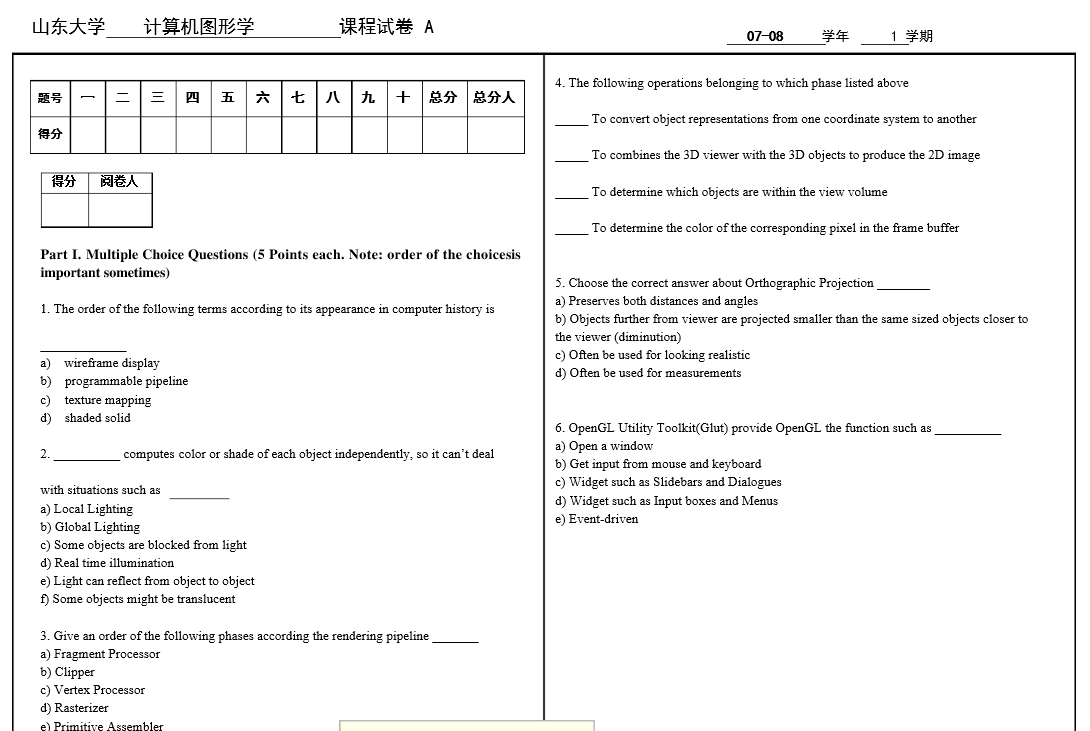 山东大学 计算机图形学 课程试卷 A
07-08 学年 1 学期
题号 一 二 三 四 五 六 七 八 九 十 总分 总分人
得分
得分 阅卷人
Part I. Multiple Choice Questions (5 Points each. Note: order of the choicesis
important sometimes)
1. The order of the following terms according to its appearance in computer history is
_____________
a) wireframe display
b) programmable pipeline
c) texture mapping
d) shaded solid
2. __________ computes color or shade of each object independently, so it can't deal
with situations such as _________
a) Local Lighting
b) Global Lighting
c) Some objects are blocked from light
d) Real time illumination
e) Light can reflect from object to object
f) Some objects might be translucent
3. Give an order of the following phases according the rendering pipeline _______
a) Fragment Processor
b) Clipper
c) Vertex Processor
d) Rasterizer
e) Primitive Assembler
4. The following operations belonging to which phase listed above
_____ To convert object representations from one coordinate system to another
_____ To combines the 3D viewer with the 3D objects to produce the 2D image
_____ To determine which objects are within the view volume
_____ To determine the color of the corresponding pixel in the frame buffer
5. Choose the correct answer about Orthographic Projection ________
a) Preserves both distances and angles
b) Objects further from viewer are projected smaller than the same sized objects closer to
the viewer (diminution)
c) Often be used for looking realistic
d) Often be used for measurements
6. OpenGL Utility Toolkit(Glut) provide OpenGL the function such as __________
a) Open a window
b) Get input from mouse and keyboard
c) Widget such as Slidebars and Dialogues
d) Widget such as Input boxes and Menus
e) Event-driven